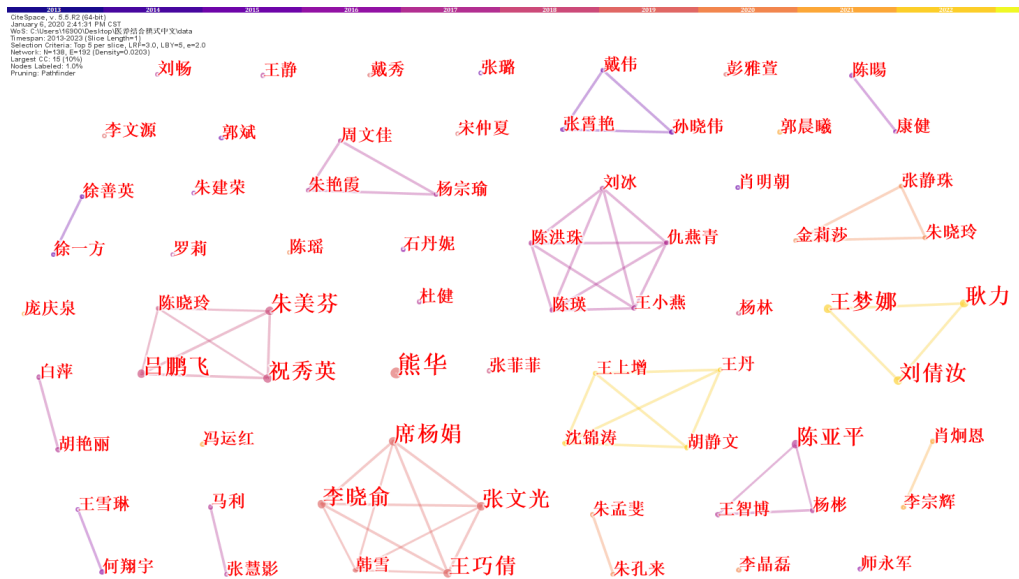 2013 2014 2015 2016 2017 2018 2019 2020 2021 2022
CiteSpace, v. 5.5.R2 (64-bit)
January 6, 2020 2:41:31 PM CST
WoS: C:\Users\16900\Desktop\医养结合模式中文\data
Timespan: 2013-2023 (Slice Length=1)
Selection Criteria: Top 5 per slice, LRF=3.0, LBY=5, e=2.0
Network: N=138, E=192 (Density=0.0203)
Largest CC: 15 (10%)
Nodes Labeled: 1.0%
Pruning: Pathfinder
刘畅 王静 戴秀 张璐 戴伟 彭雅萱 陈暘
李文源 郭斌 周文佳 宋仲夏 张霄艳 孙晓伟 郭晨曦 康健
徐善英 朱建荣 朱艳霞 杨宗瑜 刘冰 肖明朝 张静珠
徐一方 罗莉 陈瑶 石丹妮 陈洪珠 仇燕青 金莉莎 朱晓玲
庞庆泉 陈晓玲 朱美芬 杜健 陈瑛 王小燕 杨林 王梦娜 耿力
白萍 吕鹏飞 祝秀英 熊华 张菲菲 王上增 王丹 刘倩汝
胡艳丽 冯运红 席杨娟 沈锦涛 胡静文 陈亚平 肖炯恩
王雪琳 马利 李晓俞 张文光 朱孟斐 王智博 杨彬 李宗辉
何翔宇 张慧影 韩雪 王巧倩 朱孔来 李晶磊 师永军